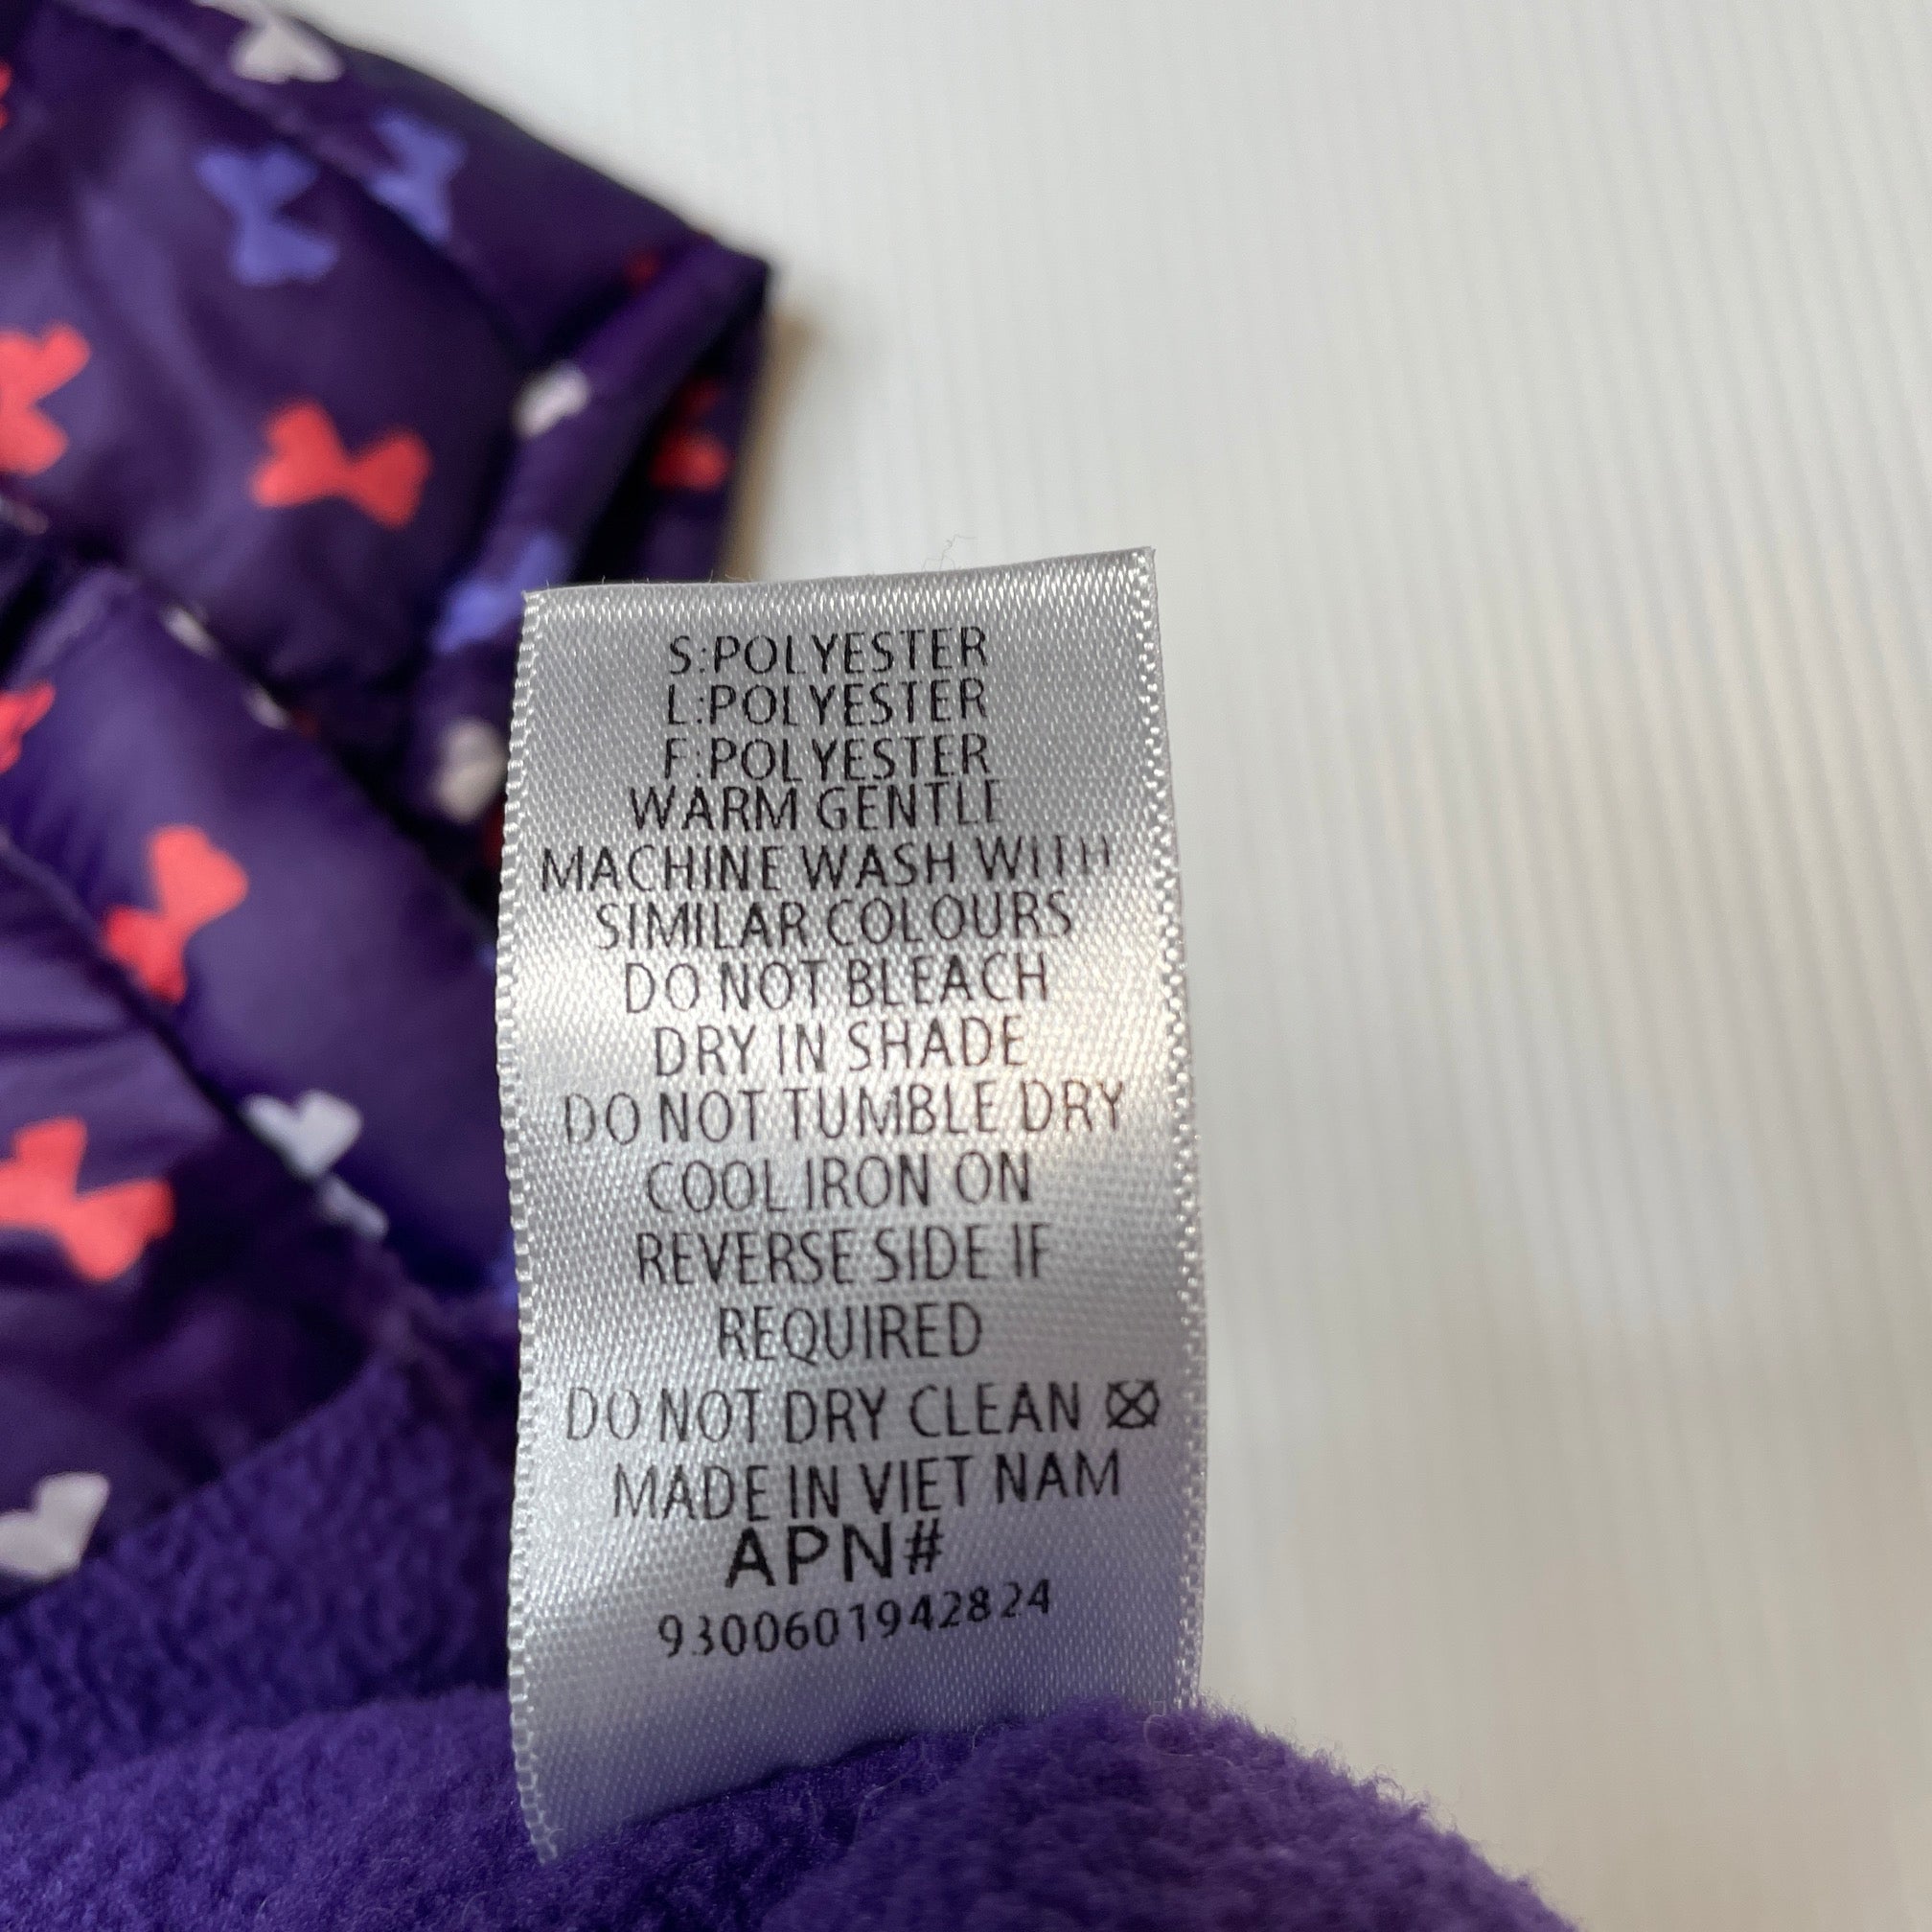 S:POLYESTER
L:POLYESTER
F:POLYESTER
WARM GENTLE
MACHINE WASH WITH
SIMILAR COLOURS
DO NOT BLEACH
DRY IN SHADE
DO NOT TUMBLE DRY
COOL IRON ON
REVERSE SIDE IF
REQUIRED
DO NOT DRY CLEAN
MADE IN VIET NAM
APN#
9300601942824